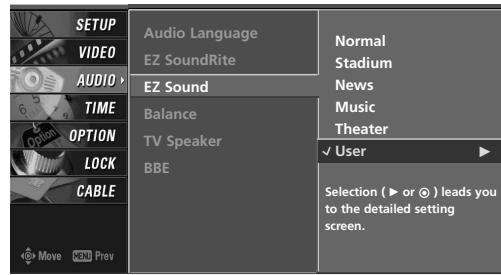 SETUP
VIDEO
AUDIO
TIME
OPTION
LOCK
CABLE
Move MENU Prev
Audio Language
EZ SoundRite
EZ Sound
Balance
TV Speaker
BBE
Normal
Stadium
News
Music
Theater
✓ User ►
Selection ( ► or ⊙ ) leads you
to the detailed setting
screen.